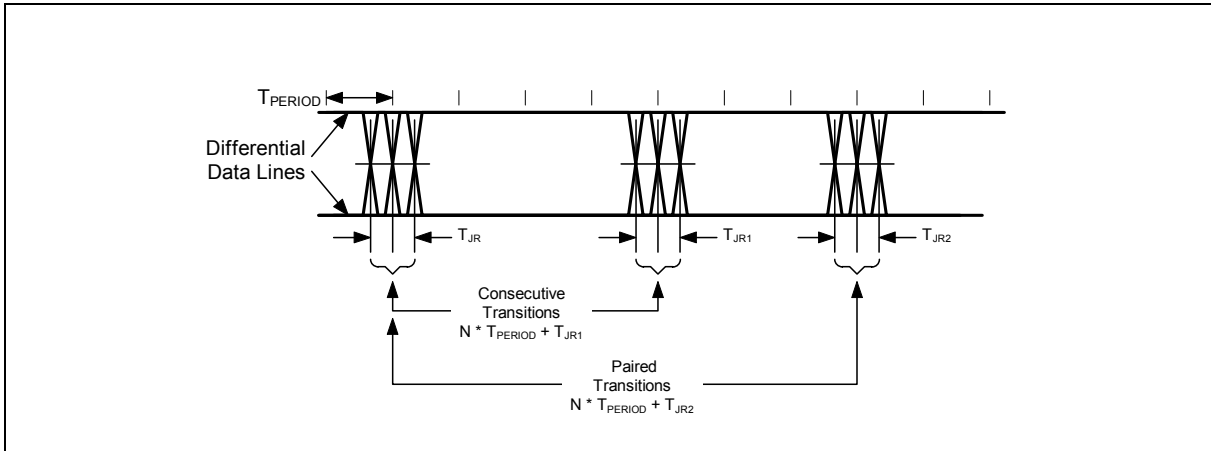 TPERIOD
Differential
Data Lines
TJR
TJR1
TJR2
Consecutive
Transitions
N * TPERIOD + TJR1
Paired
Transitions
N * TPERIOD + TJR2